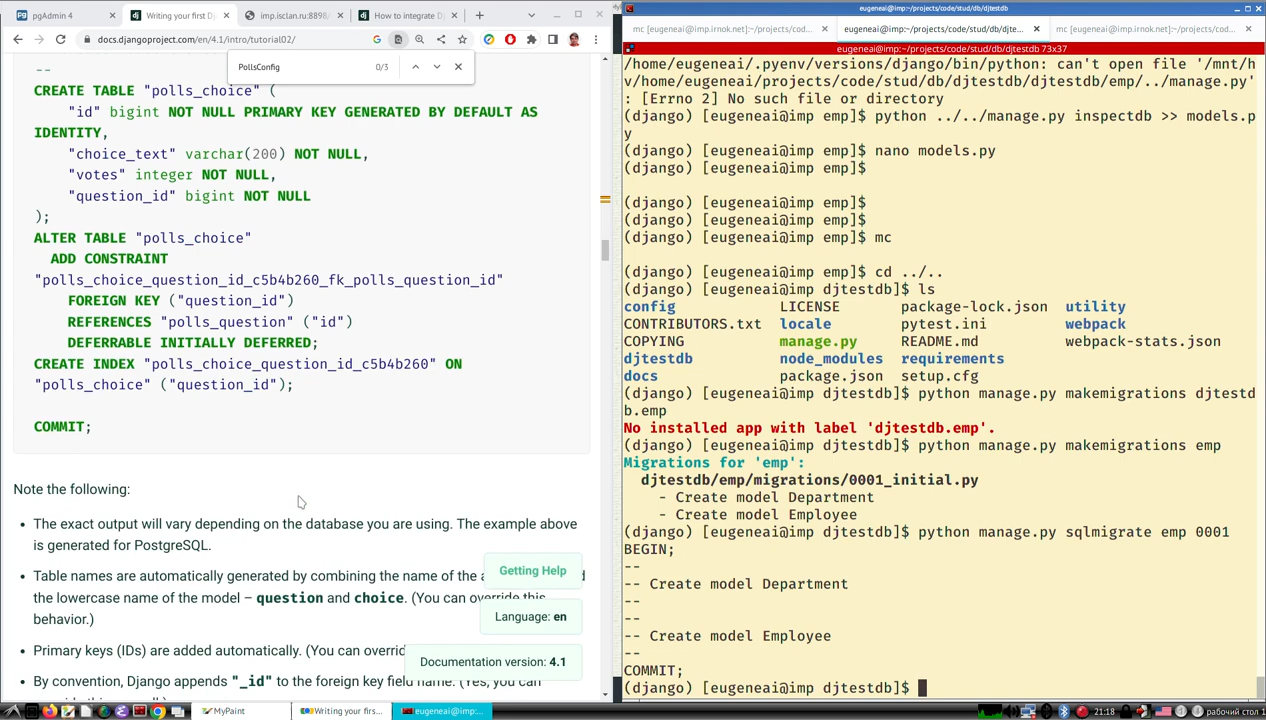 pgAdmin 4
Writing your first D
imp.isclan.ru:8898/
How to integrate Dj
docs.djangoproject.com/en/4.1/intro/tutorial02/
PollsConfig
0/3
--
CREATE TABLE "polls_choice" (
"id" bigint NOT NULL PRIMARY KEY GENERATED BY DEFAULT AS
IDENTITY,
"choice_text" varchar(200) NOT NULL,
"votes" integer NOT NULL,
"question_id" bigint NOT NULL
);
ALTER TABLE "polls_choice"
ADD CONSTRAINT
"polls_choice_question_id_c5b4b260_fk_polls_question_id"
FOREIGN KEY ("question_id")
REFERENCES "polls_question" ("id")
DEFERRABLE INITIALLY DEFERRED;
CREATE INDEX "polls_choice_question_id_c5b4b260" ON
"polls_choice" ("question_id");
COMMIT;
Note the following:
The exact output will vary depending on the database you are using. The example above
is generated for PostgreSQL.
Table names are automatically generated by combining the name of the a
the lowercase name of the model – question and choice. (You can override this
behavior.)
Primary keys (IDs) are added automatically. (You can overrid
By convention, Django appends "_id" to the foreign key field name. (Yes, you can
Getting Help
Language: en
Documentation version: 4.1
eugeneai@imp:~/projects/code/stud/db/djtestdb
mc [eugeneai@imp.irnok.net]:~/projects/cod...
eugeneai@imp:~/projects/code/stud/db/djte...
mc [eugeneai@imp.irnok.net]:~/projects/cod...
eugeneai@imp:~/projects/code/stud/db/djtestdb 73x37
/home/eugeneai/.pyenv/versions/django/bin/python: can't open file '/mnt/h
v/home/eugeneai/projects/code/stud/db/djtestdb/djtestdb/emp/../manage.py'
: [Errno 2] No such file or directory
(django) [eugeneai@imp emp]$ python ../../manage.py inspectdb >> models.p
y
(django) [eugeneai@imp emp]$ nano models.py
(django) [eugeneai@imp emp]$
(django) [eugeneai@imp emp]$
(django) [eugeneai@imp emp]$
(django) [eugeneai@imp emp]$ mc
(django) [eugeneai@imp emp]$ cd ../..
(django) [eugeneai@imp djtestdb]$ ls
config LICENSE package-lock.json utility
CONTRIBUTORS.txt locale pytest.ini webpack
COPYING manage.py README.md webpack-stats.json
djtestdb node_modules requirements
docs package.json setup.cfg
(django) [eugeneai@imp djtestdb]$ python manage.py makemigrations djtestd
b.emp
No installed app with label 'djtestdb.emp'.
(django) [eugeneai@imp djtestdb]$ python manage.py makemigrations emp
Migrations for 'emp':
djtestdb/emp/migrations/0001_initial.py
- Create model Department
- Create model Employee
(django) [eugeneai@imp djtestdb]$ python manage.py sqlmigrate emp 0001
BEGIN;
--
-- Create model Department
--
--
-- Create model Employee
--
COMMIT;
(django) [eugeneai@imp djtestdb]$
MyPaint
Writing your firs...
eugeneai@imp:...
21:18
рабочий стол 1